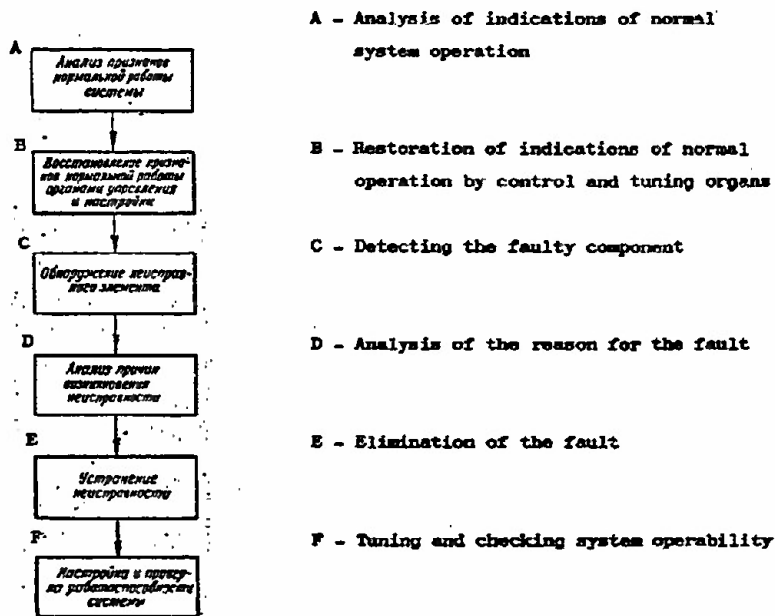 A
Анализ признаков
нормальной работы
системы
B
Восстановление призна-
ков нормальной работы
органами управления
и настройки
C
Обнаружение неисправ-
ного элемента
D
Анализ причин
возникновения
неисправности
E
Устранение
неисправности
F
Настройка и провер-
ка работоспособности
системы
A - Analysis of indications of normal
system operation
B - Restoration of indications of normal
operation by control and tuning organs
C - Detecting the faulty component
D - Analysis of the reason for the fault
E - Elimination of the fault
F - Tuning and checking system operability